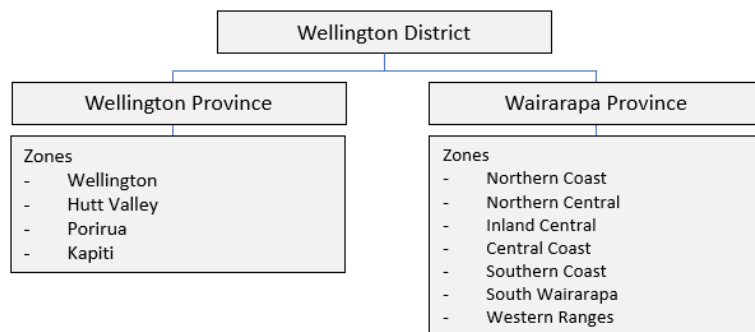 Wellington District
Wellington Province
Zones
- Wellington
- Hutt Valley
- Porirua
- Kapiti
Wairarapa Province
Zones
- Northern Coast
- Northern Central
- Inland Central
- Central Coast
- Southern Coast
- South Wairarapa
- Western Ranges